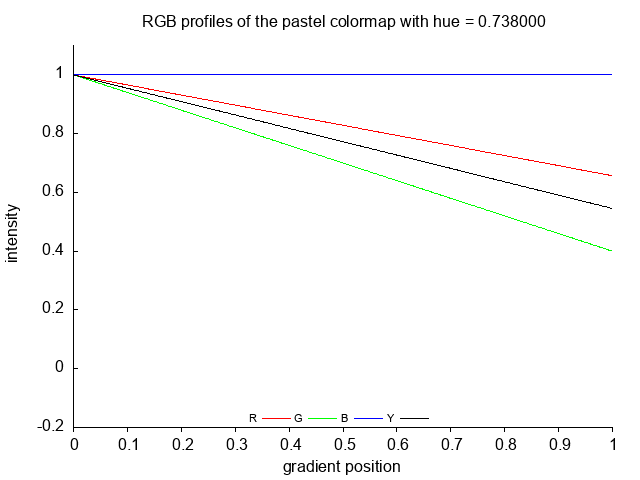 RGB profiles of the pastel colormap with hue = 0.738000
1
0.8
0.6
0.4
0.2
0
-0.2
intensity
R G B Y
0 0.1 0.2 0.3 0.4 0.5 0.6 0.7 0.8 0.9 1
gradient position